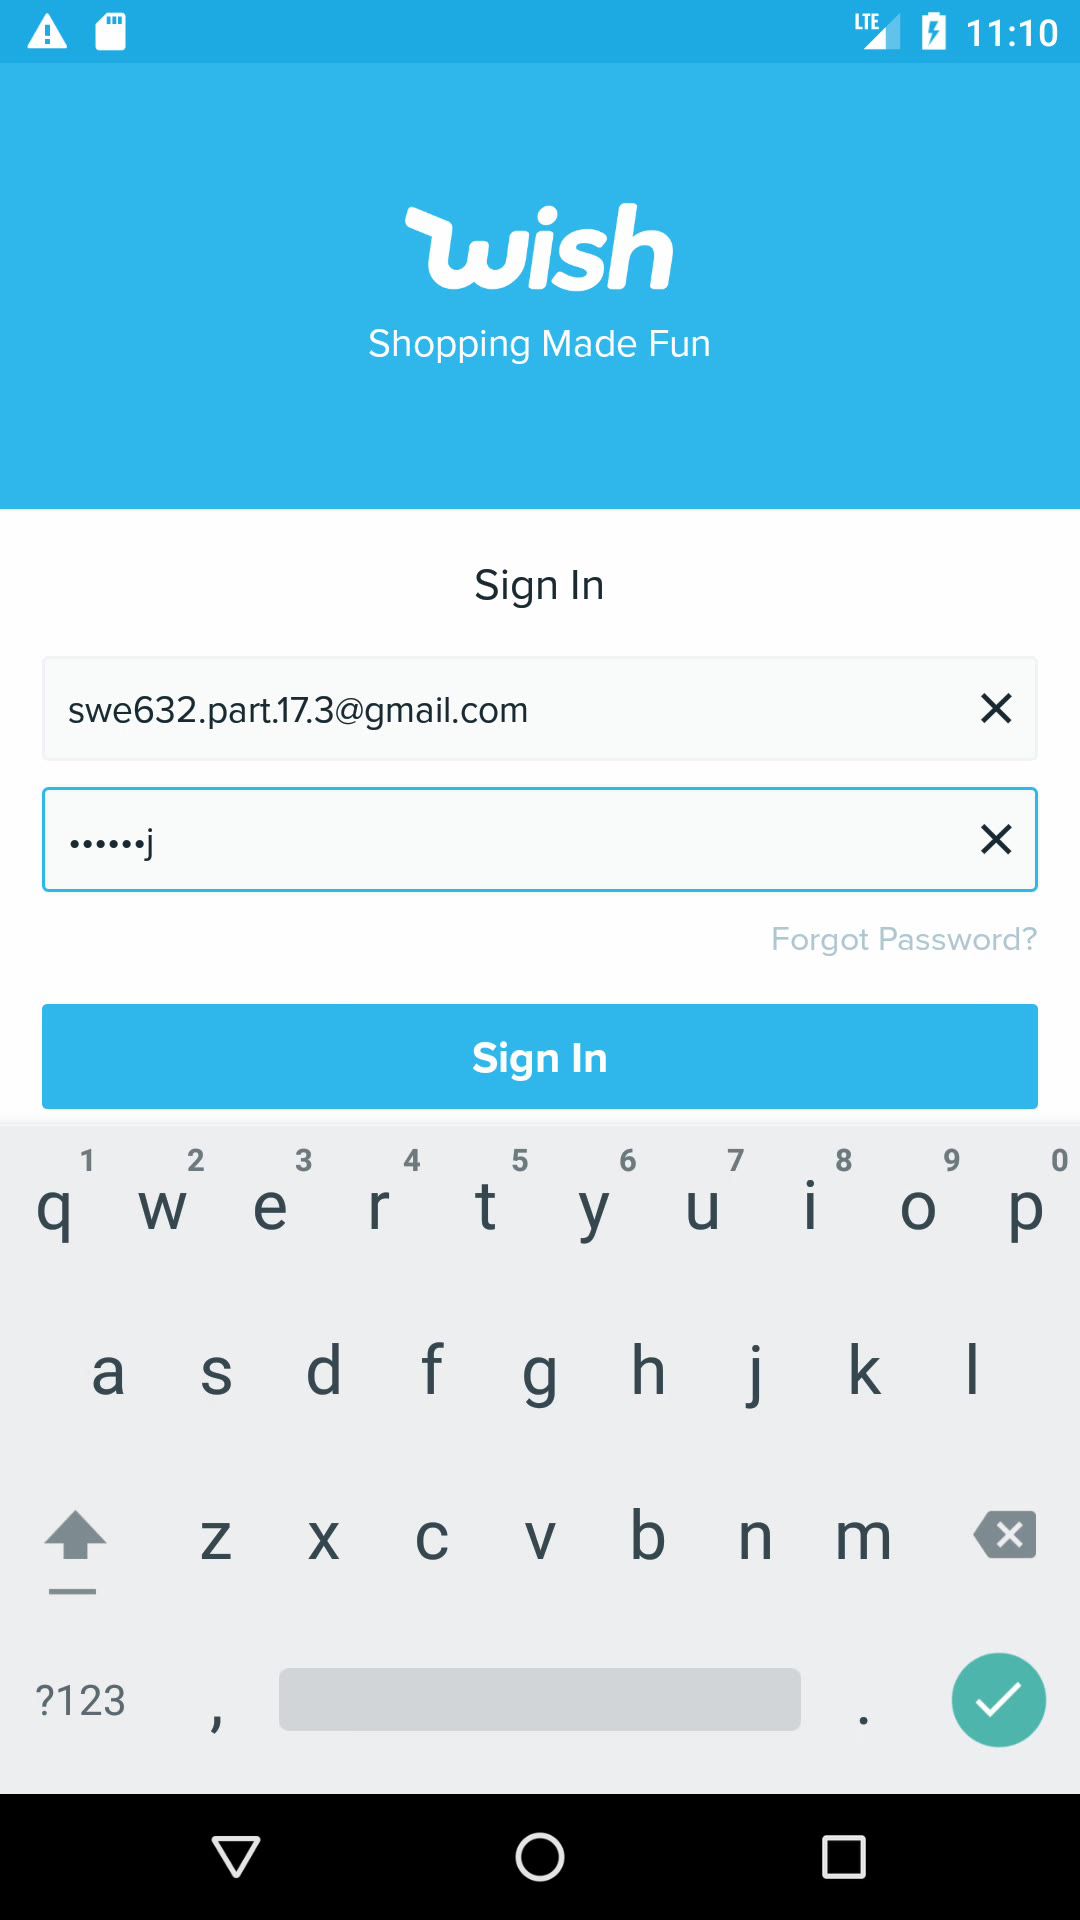 LTE 11:10
wish
Shopping Made Fun
Sign In
swe632.part.17.3@gmail.com
••••••j
Forgot Password?
Sign In
1 2 3 4 5 6 7 8 9 0
q w e r t y u i o p
a s d f g h j k l
z x c v b n m
?123 , .